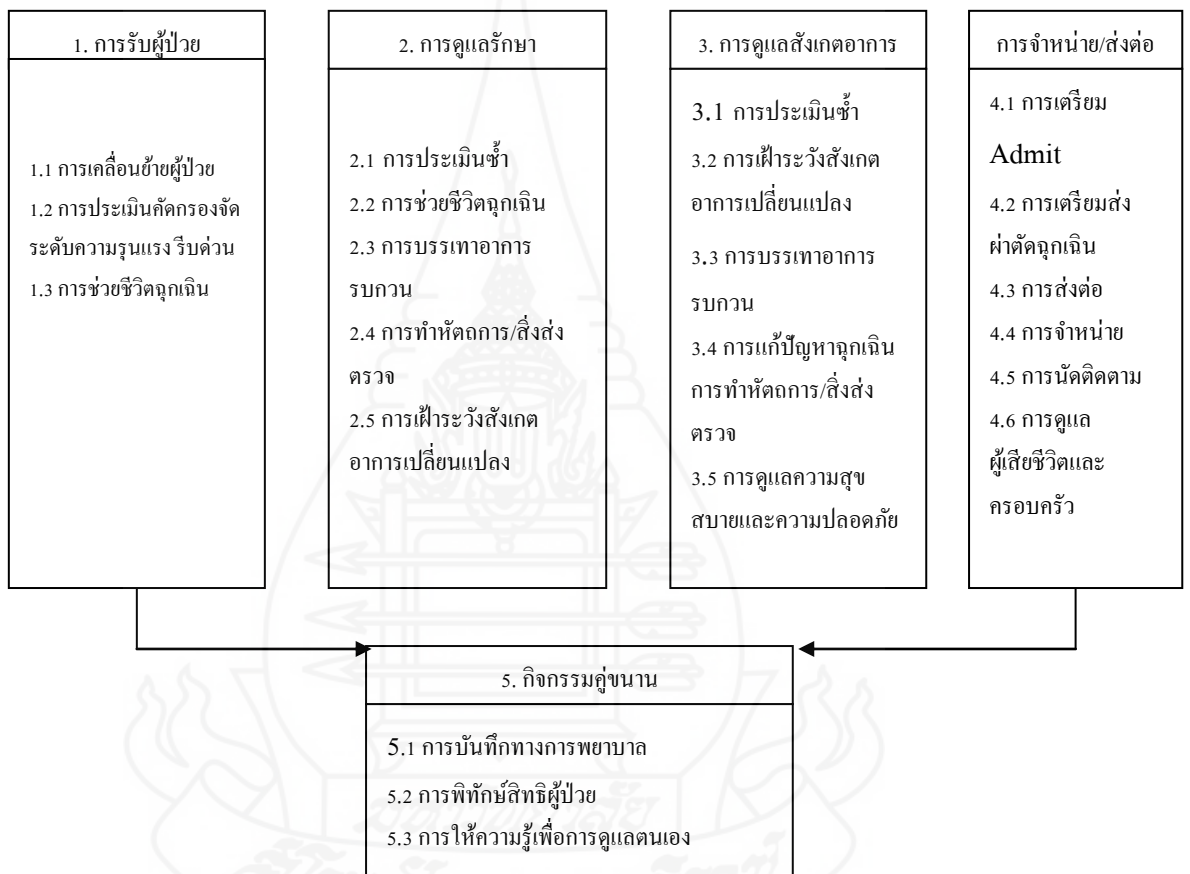 1. การรับผู้ป่วย
1.1 การเคลื่อนย้ายผู้ป่วย
1.2 การประเมินคัดกรองจัด
ระดับความรุนแรง รีบด่วน
1.3 การช่วยชีวิตฉุกเฉิน
2. การดูแลรักษา
2.1 การประเมินซ้ำ
2.2 การช่วยชีวิตฉุกเฉิน
2.3 การบรรเทาอาการ
รบกวน
2.4 การทำหัตถการ/สิ่งส่ง
ตรวจ
2.5 การเฝ้าระวังสังเกต
อาการเปลี่ยนแปลง
3. การดูแลสังเกตอาการ
3.1 การประเมินซ้ำ
3.2 การเฝ้าระวังสังเกต
อาการเปลี่ยนแปลง
3.3 การบรรเทาอาการ
รบกวน
3.4 การแก้ปัญหาฉุกเฉิน
การทำหัตถการ/สิ่งส่ง
ตรวจ
3.5 การดูแลความสุข
สบายและความปลอดภัย
การจำหน่าย/ส่งต่อ
4.1 การเตรียม
Admit
4.2 การเตรียมส่ง
ผ่าตัดฉุกเฉิน
4.3 การส่งต่อ
4.4 การจำหน่าย
4.5 การนัดติดตาม
4.6 การดูแล
ผู้เสียชีวิตและ
ครอบครัว
5. กิจกรรมคู่ขนาน
5.1 การบันทึกทางการพยาบาล
5.2 การพิทักษ์สิทธิผู้ป่วย
5.3 การให้ความรู้เพื่อการดูแลตนเอง